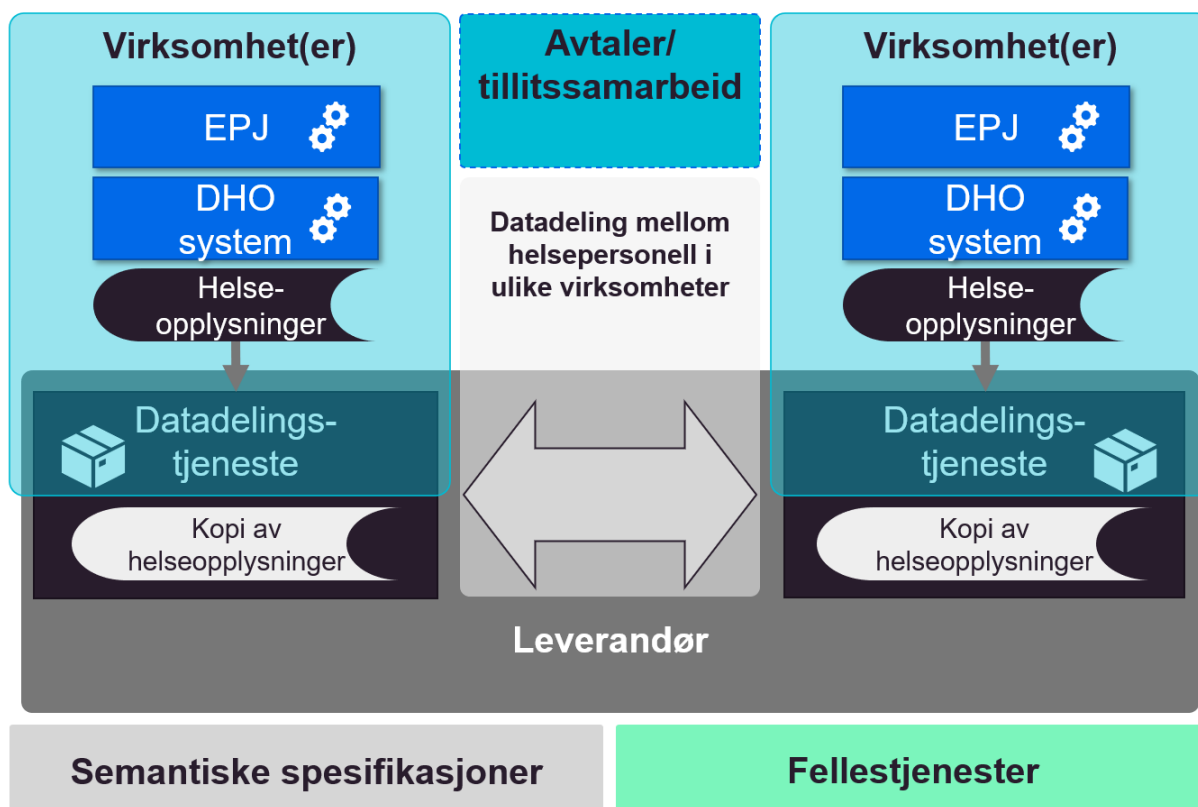 Virksomhet(er)
EPJ
DHO
system
Helse-
opplysninger
Datadelings-
tjeneste
Kopi av
helseopplysninger
Avtaler/
tillitssamarbeid
Datadeling mellom
helsepersonell i
ulike virksomheter
Virksomhet(er)
EPJ
DHO
system
Helse-
opplysninger
Datadelings-
tjeneste
Kopi av
helseopplysninger
Leverandør
Semantiske spesifikasjoner
Fellestjenester